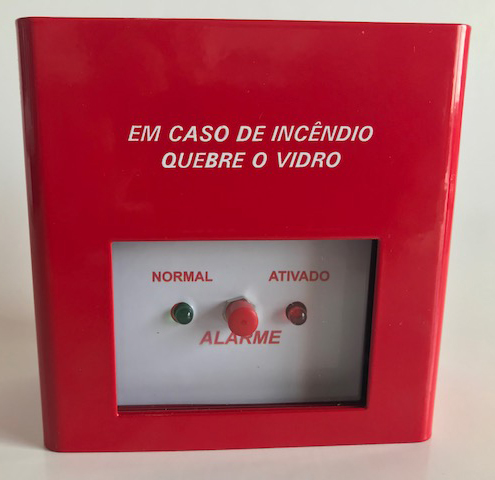 EM CASO DE INCÊNDIO
QUEBRE O VIDRO
NORMAL ATIVADO
ALARME